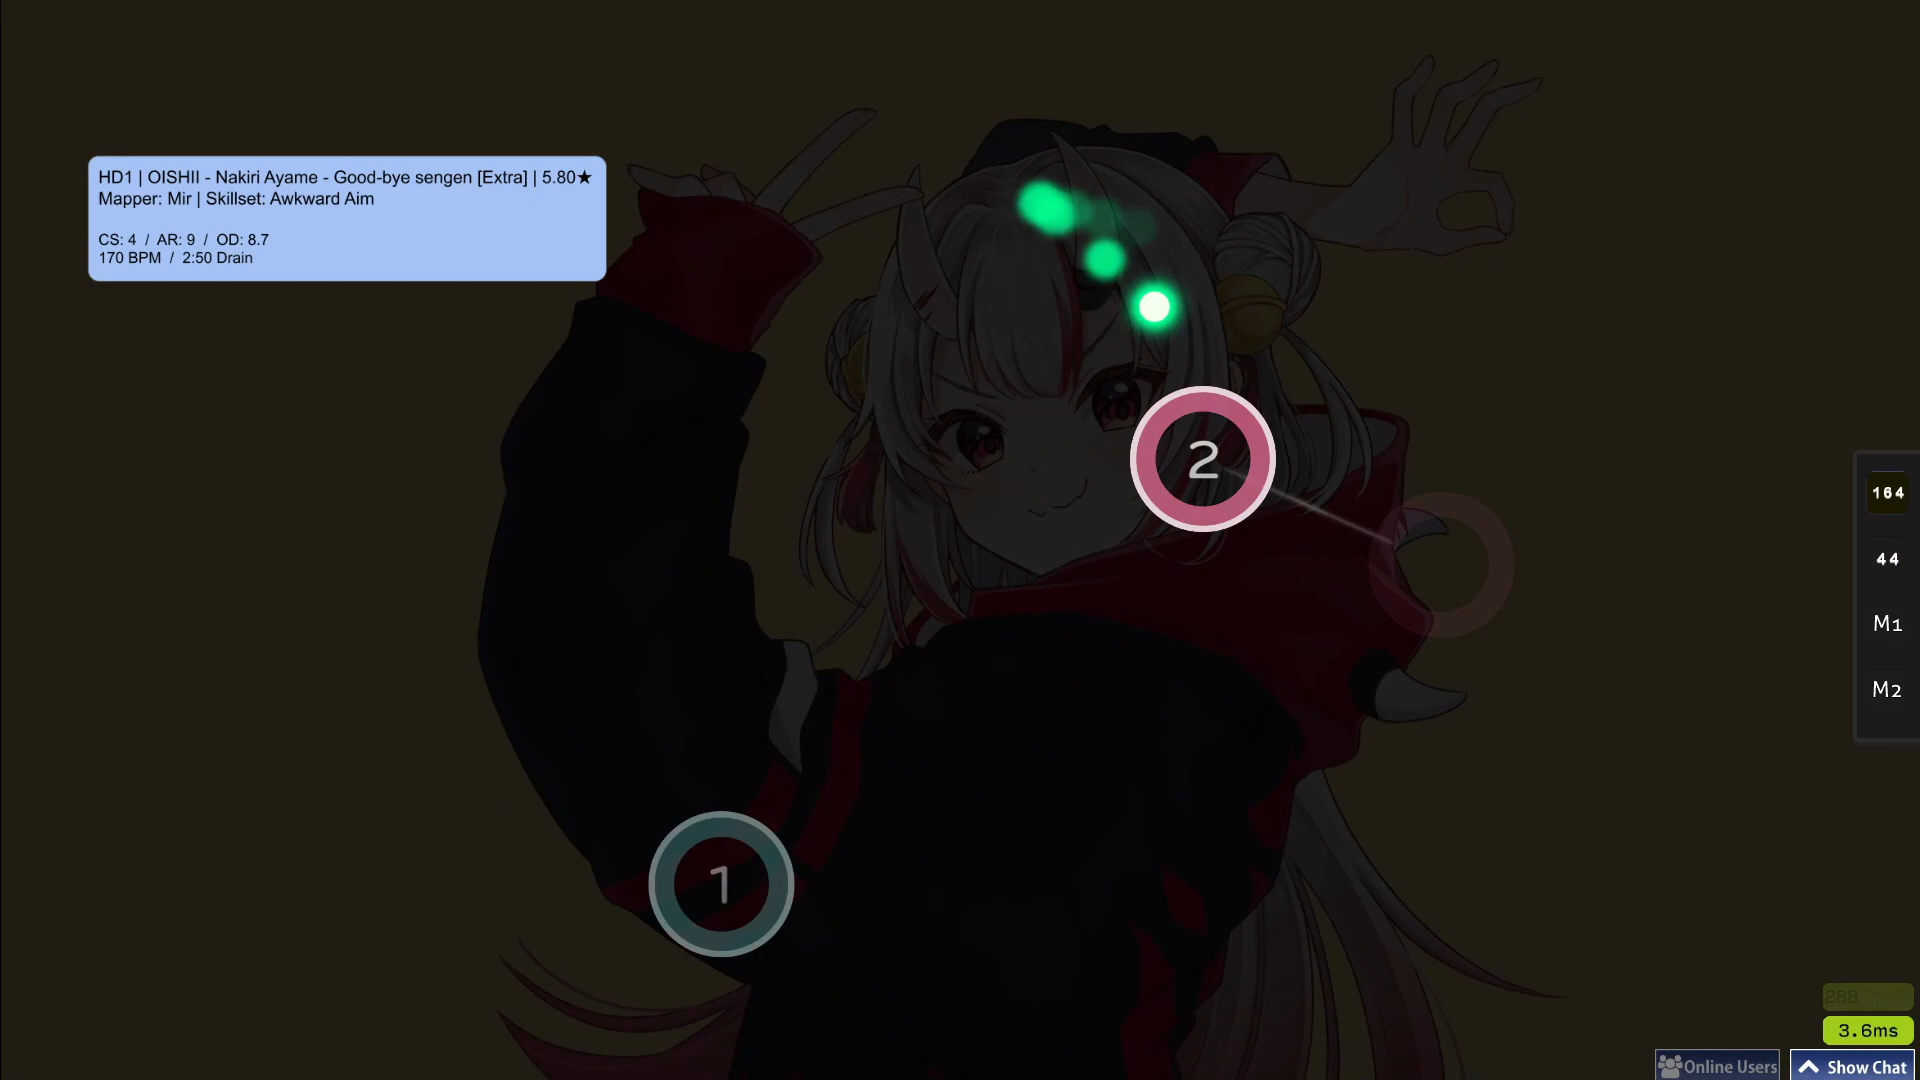 HD1 | OISHII - Nakiri Ayame - Good-bye sengen [Extra] | 5.80★
Mapper: Mir | Skillset: Awkward Aim
CS: 4 / AR: 9 / OD: 8.7
170 BPM / 2:50 Drain
2
164
44
M1
M2
1
288
3.6ms
Online Users
Show Chat